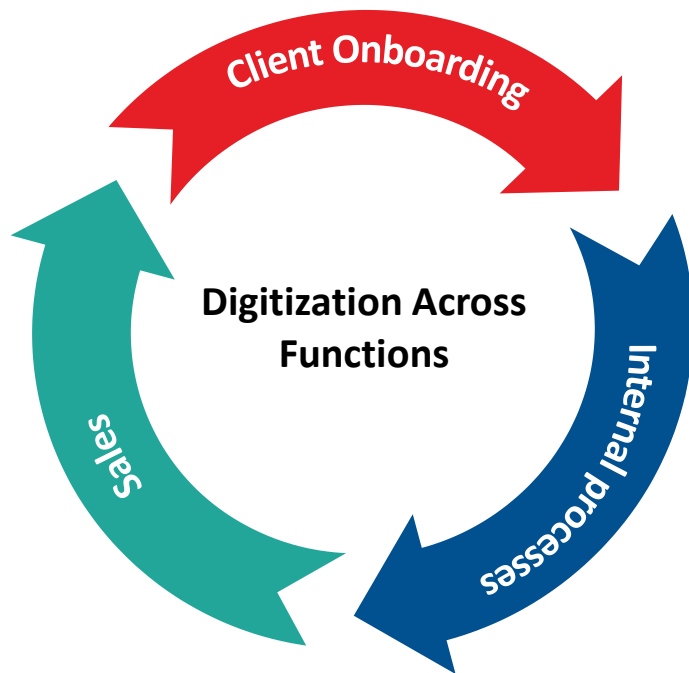 Client Onboarding
Digitization Across
Functions
Internal processes
Sales